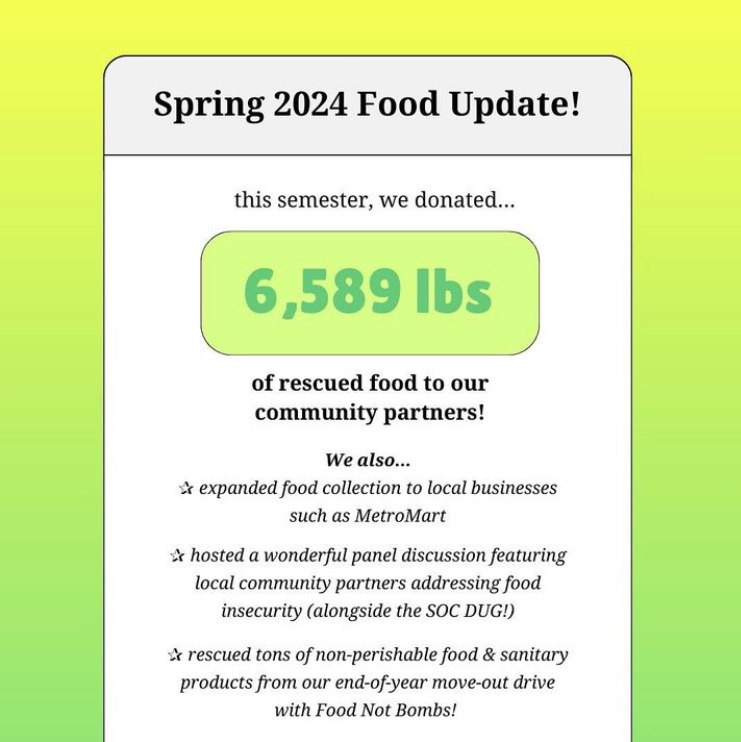 Spring 2024 Food Update!
this semester, we donated...
6,589 lbs
of rescued food to our
community partners!
We also...
✰ expanded food collection to local businesses
such as MetroMart
✰ hosted a wonderful panel discussion featuring
local community partners addressing food
insecurity (alongside the SOC DUG!)
✰ rescued tons of non-perishable food & sanitary
products from our end-of-year move-out drive
with Food Not Bombs!